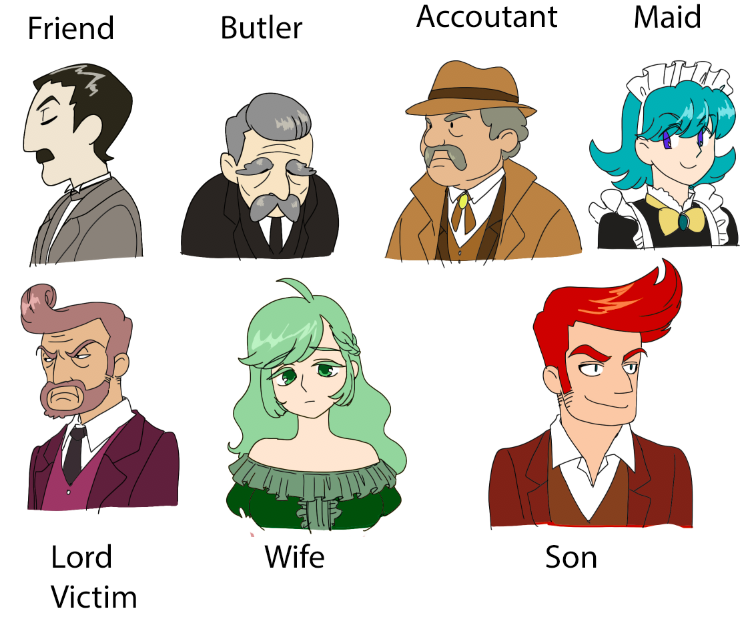 Friend
Butler
Accoutant
Maid
Lord
Victim
Wife
Son